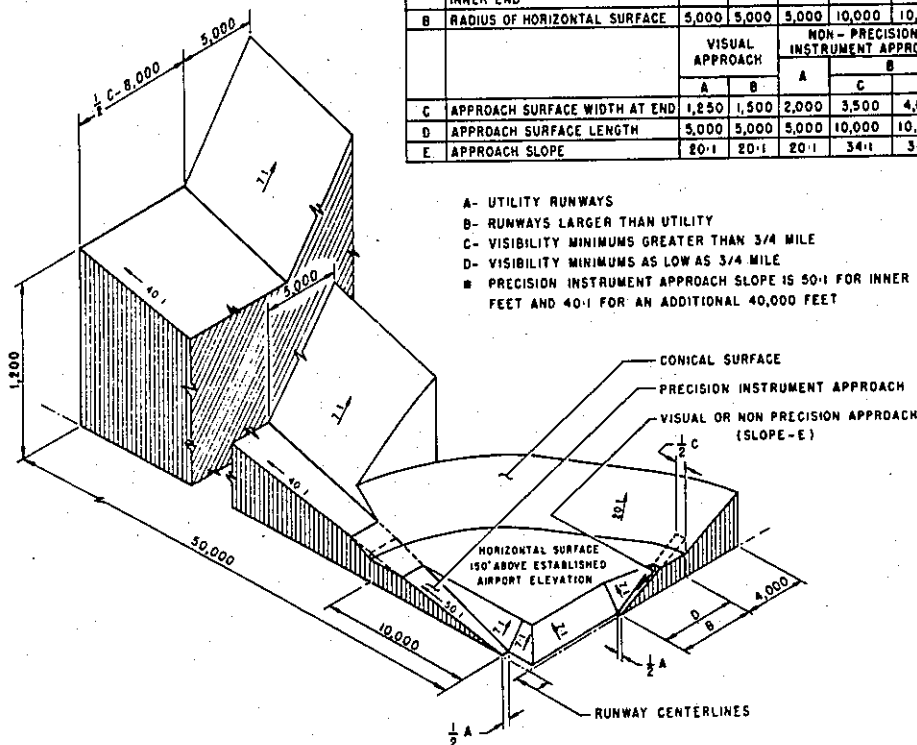 INNER END
B RADIUS OF HORIZONTAL SURFACE 5,000 5,000 5,000 10,000 10,
VISUAL APPROACH
NON-PRECISION
INSTRUMENT APPRO
A B A B
C
C APPROACH SURFACE WIDTH AT END 1,250 1,500 2,000 3,500 4,
D APPROACH SURFACE LENGTH 5,000 5,000 5,000 10,000 10,
E APPROACH SLOPE 20:1 20:1 20:1 34:1 3
A- UTILITY RUNWAYS
B- RUNWAYS LARGER THAN UTILITY
C- VISIBILITY MINIMUMS GREATER THAN 3/4 MILE
D- VISIBILITY MINIMUMS AS LOW AS 3/4 MILE
* PRECISION INSTRUMENT APPROACH SLOPE IS 50:1 FOR INNER
FEET AND 40:1 FOR AN ADDITIONAL 40,000 FEET
5,000
1/2 C-8,000
7:1
40:1
1,200
5,000
7:1
40:1
50,000
10,000
50:1
CONICAL SURFACE
PRECISION INSTRUMENT APPROACH
VISUAL OR NON PRECISION APPROACH
(SLOPE-E)
1/2 C
20:1
HORIZONTAL SURFACE
150' ABOVE ESTABLISHED
AIRPORT ELEVATION
7:1
7:1
7:1
7:1
D
B
4,000
1/2 A
RUNWAY CENTERLINES
1/2 A